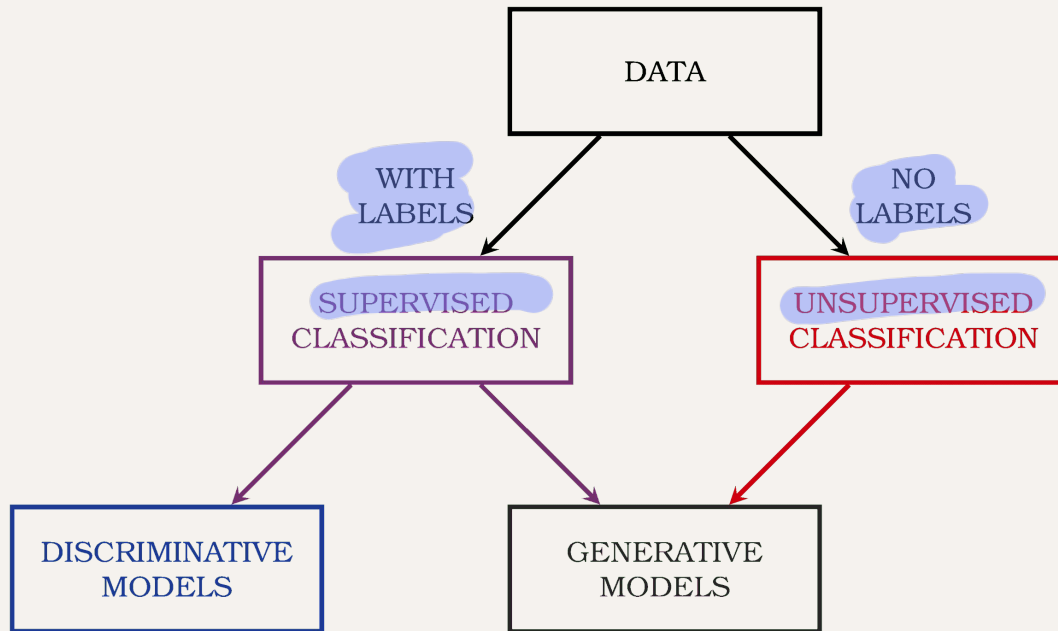 DATA
WITH
LABELS
NO
LABELS
SUPERVISED
CLASSIFICATION
UNSUPERVISED
CLASSIFICATION
DISCRIMINATIVE
MODELS
GENERATIVE
MODELS